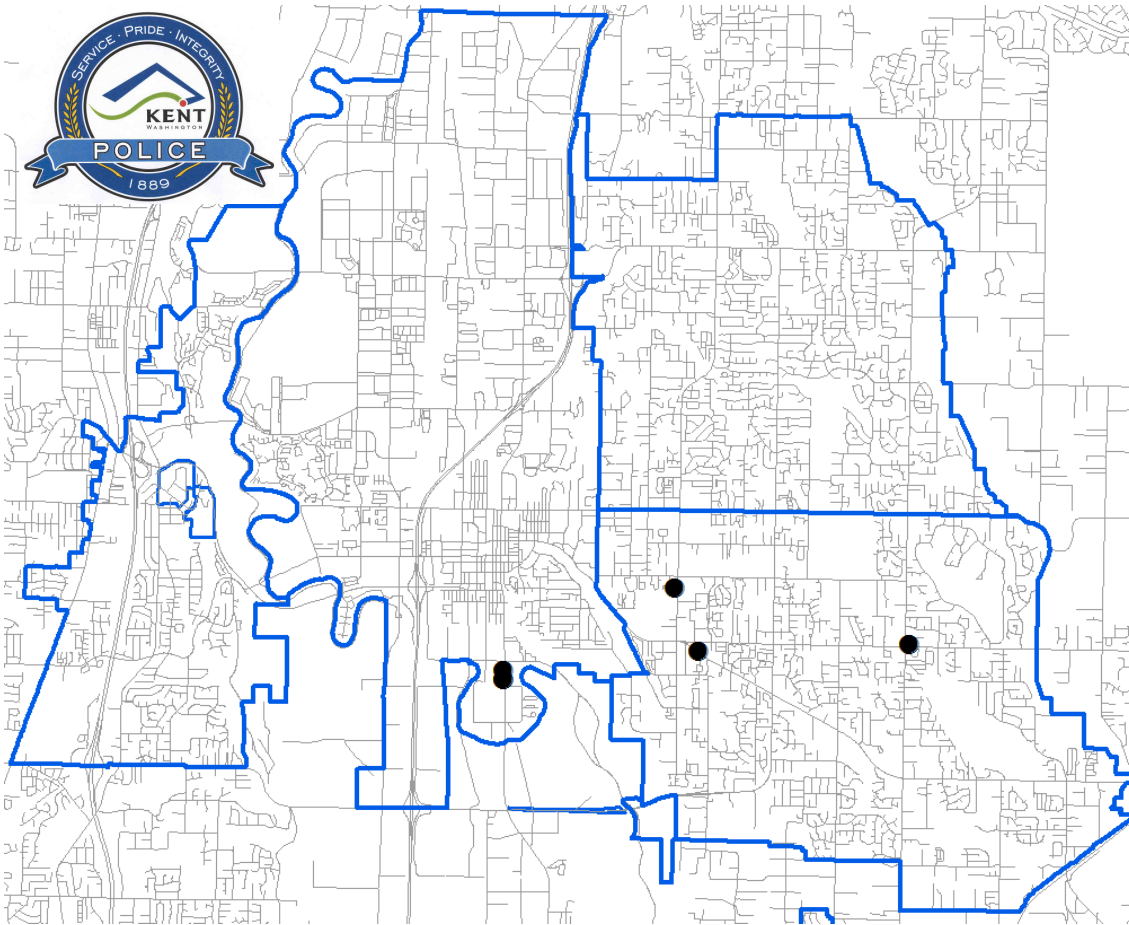 SERVICE · PRIDE · INTEGRITY
KENT
WASHINGTON
POLICE
1889